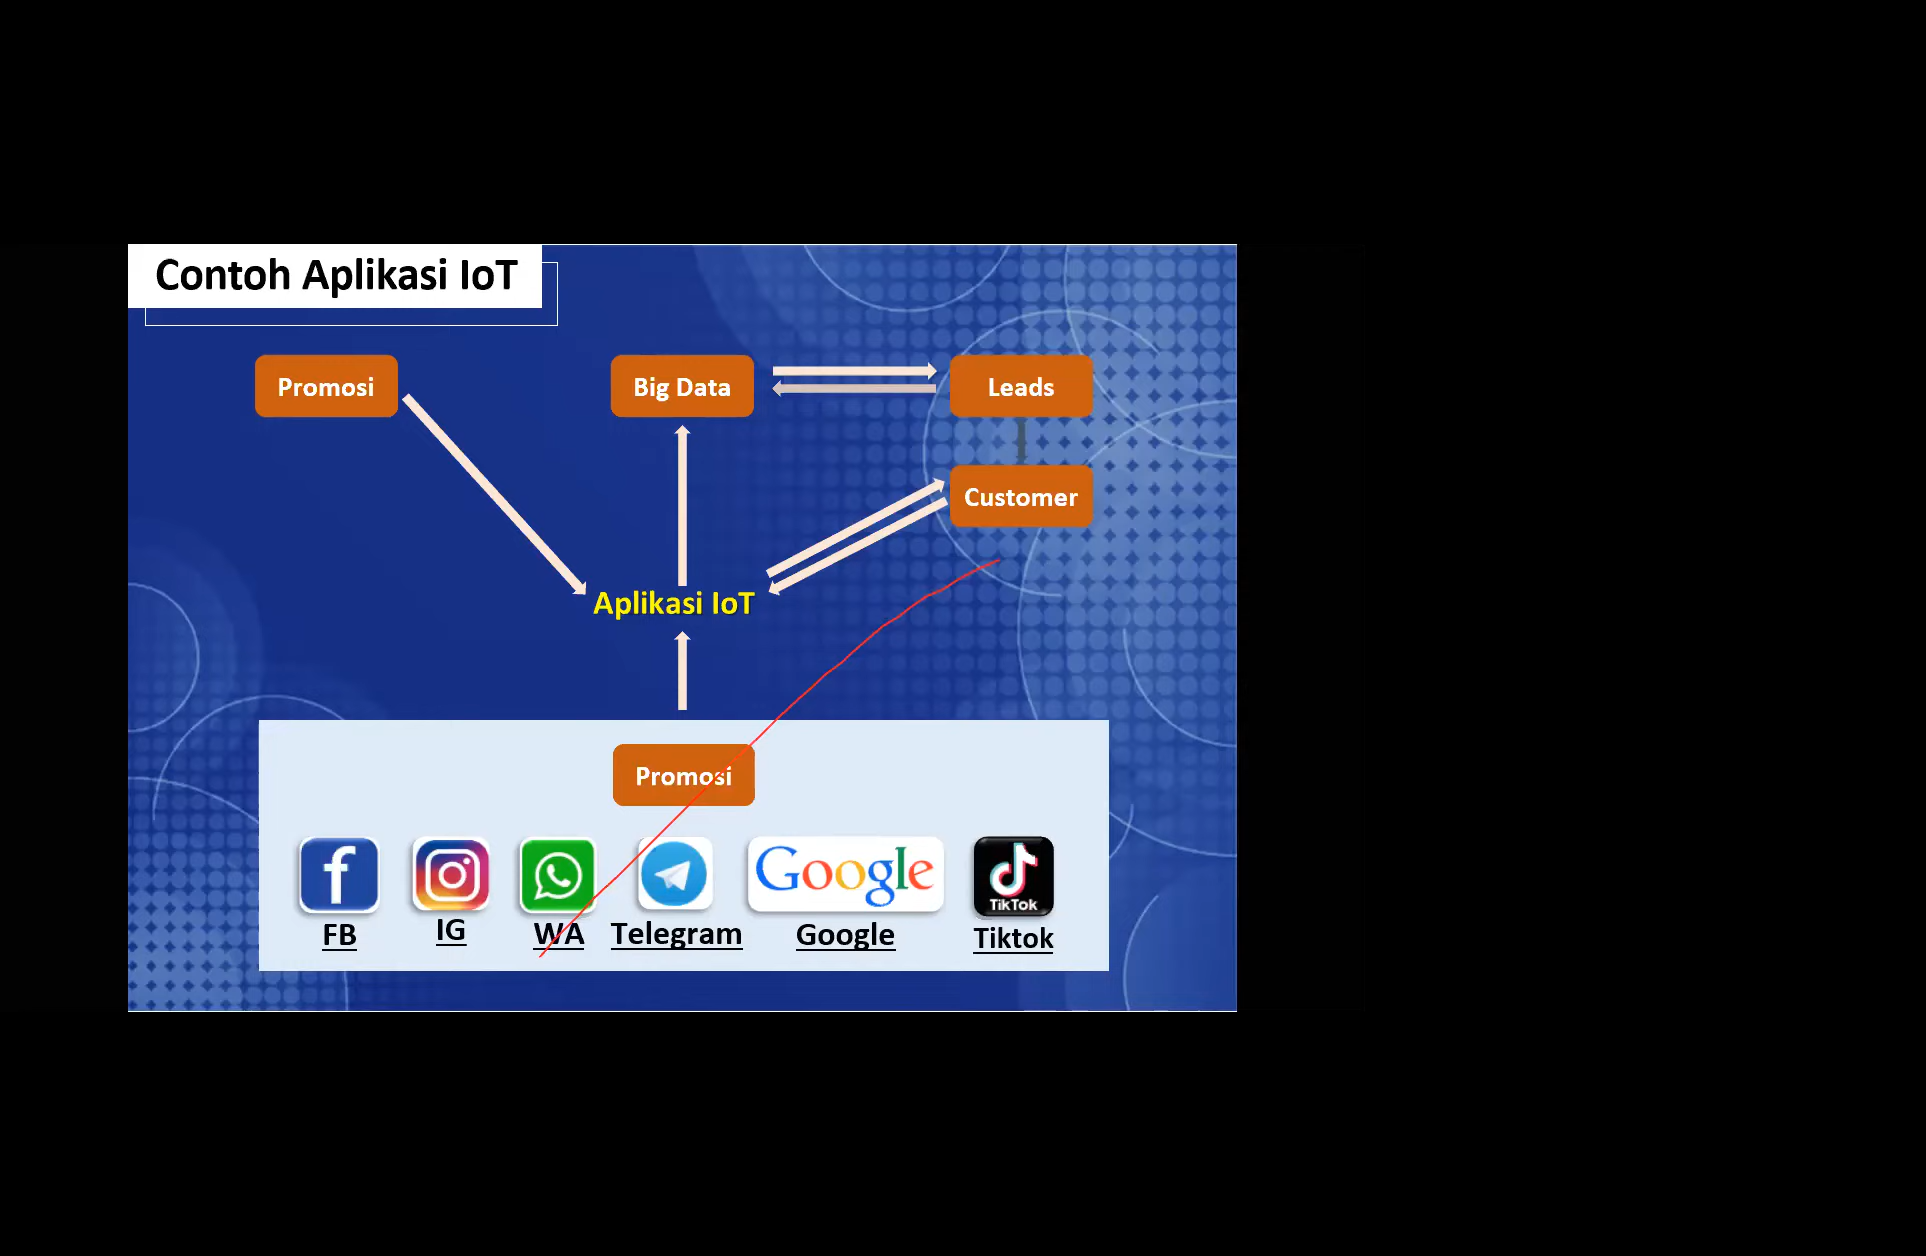 Contoh Aplikasi IoT
Promosi
Big Data
Leads
Customer
Aplikasi IoT
Promosi
Google
TikTok
FB
IG
WA
Telegram
Google
Tiktok